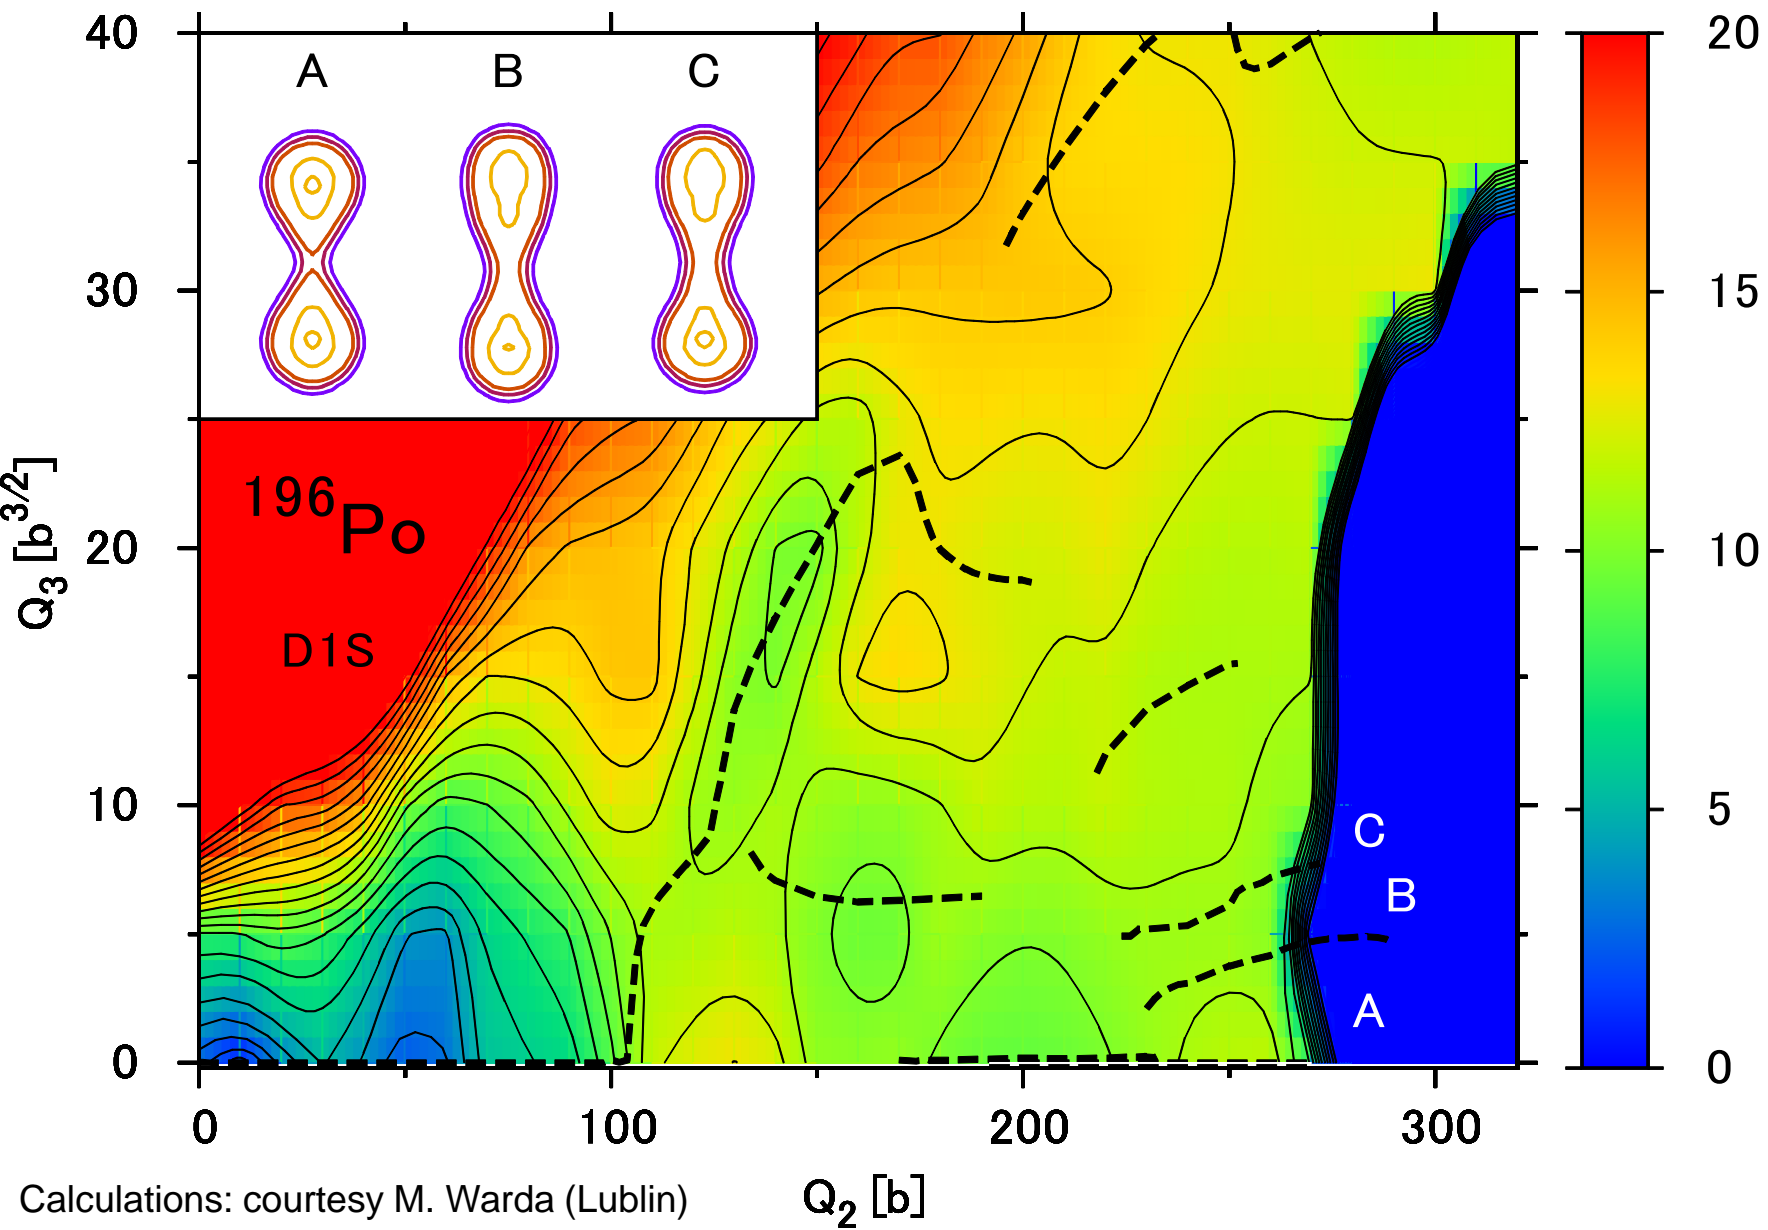 40
30
20
10
0
Q3 [b3/2]
A B C
196Po
D1S
C
B
A
0 100 200 300
Q2 [b]
20
15
10
5
0
Calculations: courtesy M. Warda (Lublin)